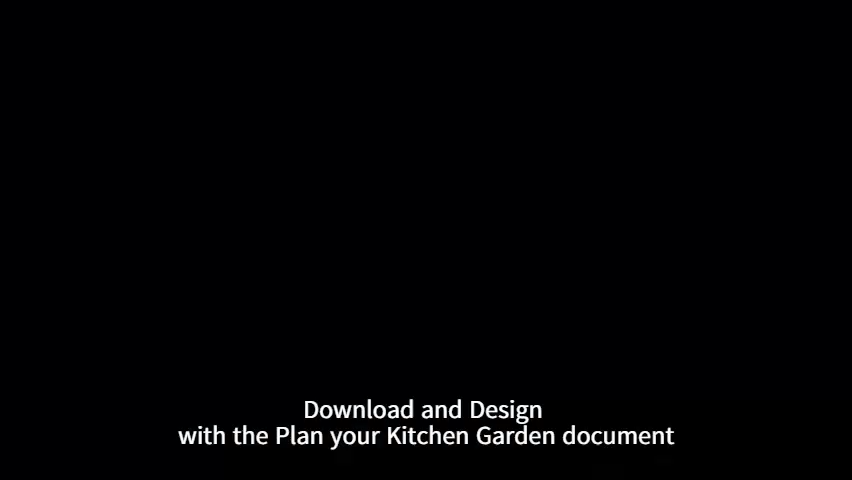 Download and Design
with the Plan your Kitchen Garden document